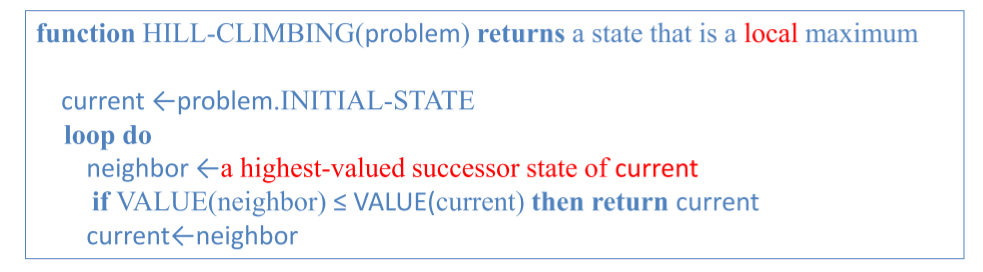 function HILL-CLIMBING(problem) returns a state that is a local maximum
current ←problem.INITIAL-STATE
loop do
neighbor ←a highest-valued successor state of current
if VALUE(neighbor) ≤ VALUE(current) then return current
current←neighbor